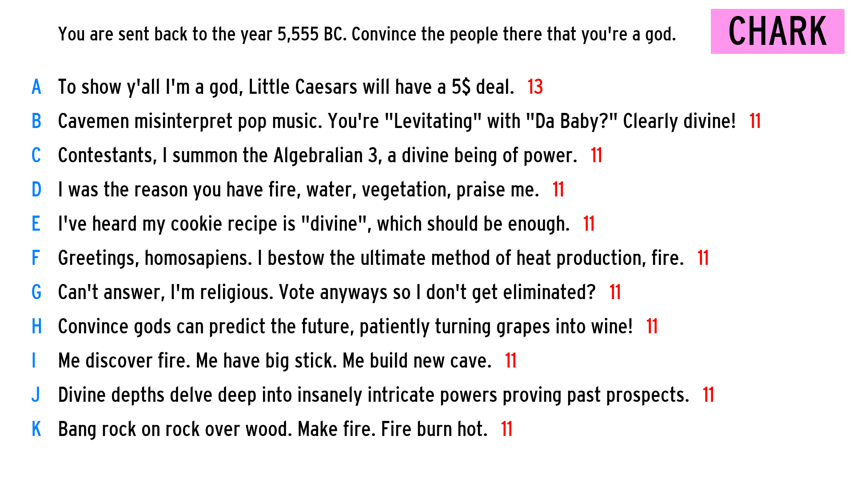 You are sent back to the year 5,555 BC. Convince the people there that you're a god.
CHARK
A To show y'all I'm a god, Little Caesars will have a 5$ deal. 13
B Cavemen misinterpret pop music. You're "Levitating" with "Da Baby?" Clearly divine! 11
C Contestants, I summon the Algebralian 3, a divine being of power. 11
D I was the reason you have fire, water, vegetation, praise me. 11
E I've heard my cookie recipe is "divine", which should be enough. 11
F Greetings, homosapiens. I bestow the ultimate method of heat production, fire. 11
G Can't answer, I'm religious. Vote anyways so I don't get eliminated? 11
H Convince gods can predict the future, patiently turning grapes into wine! 11
I Me discover fire. Me have big stick. Me build new cave. 11
J Divine depths delve deep into insanely intricate powers proving past prospects. 11
K Bang rock on rock over wood. Make fire. Fire burn hot. 11